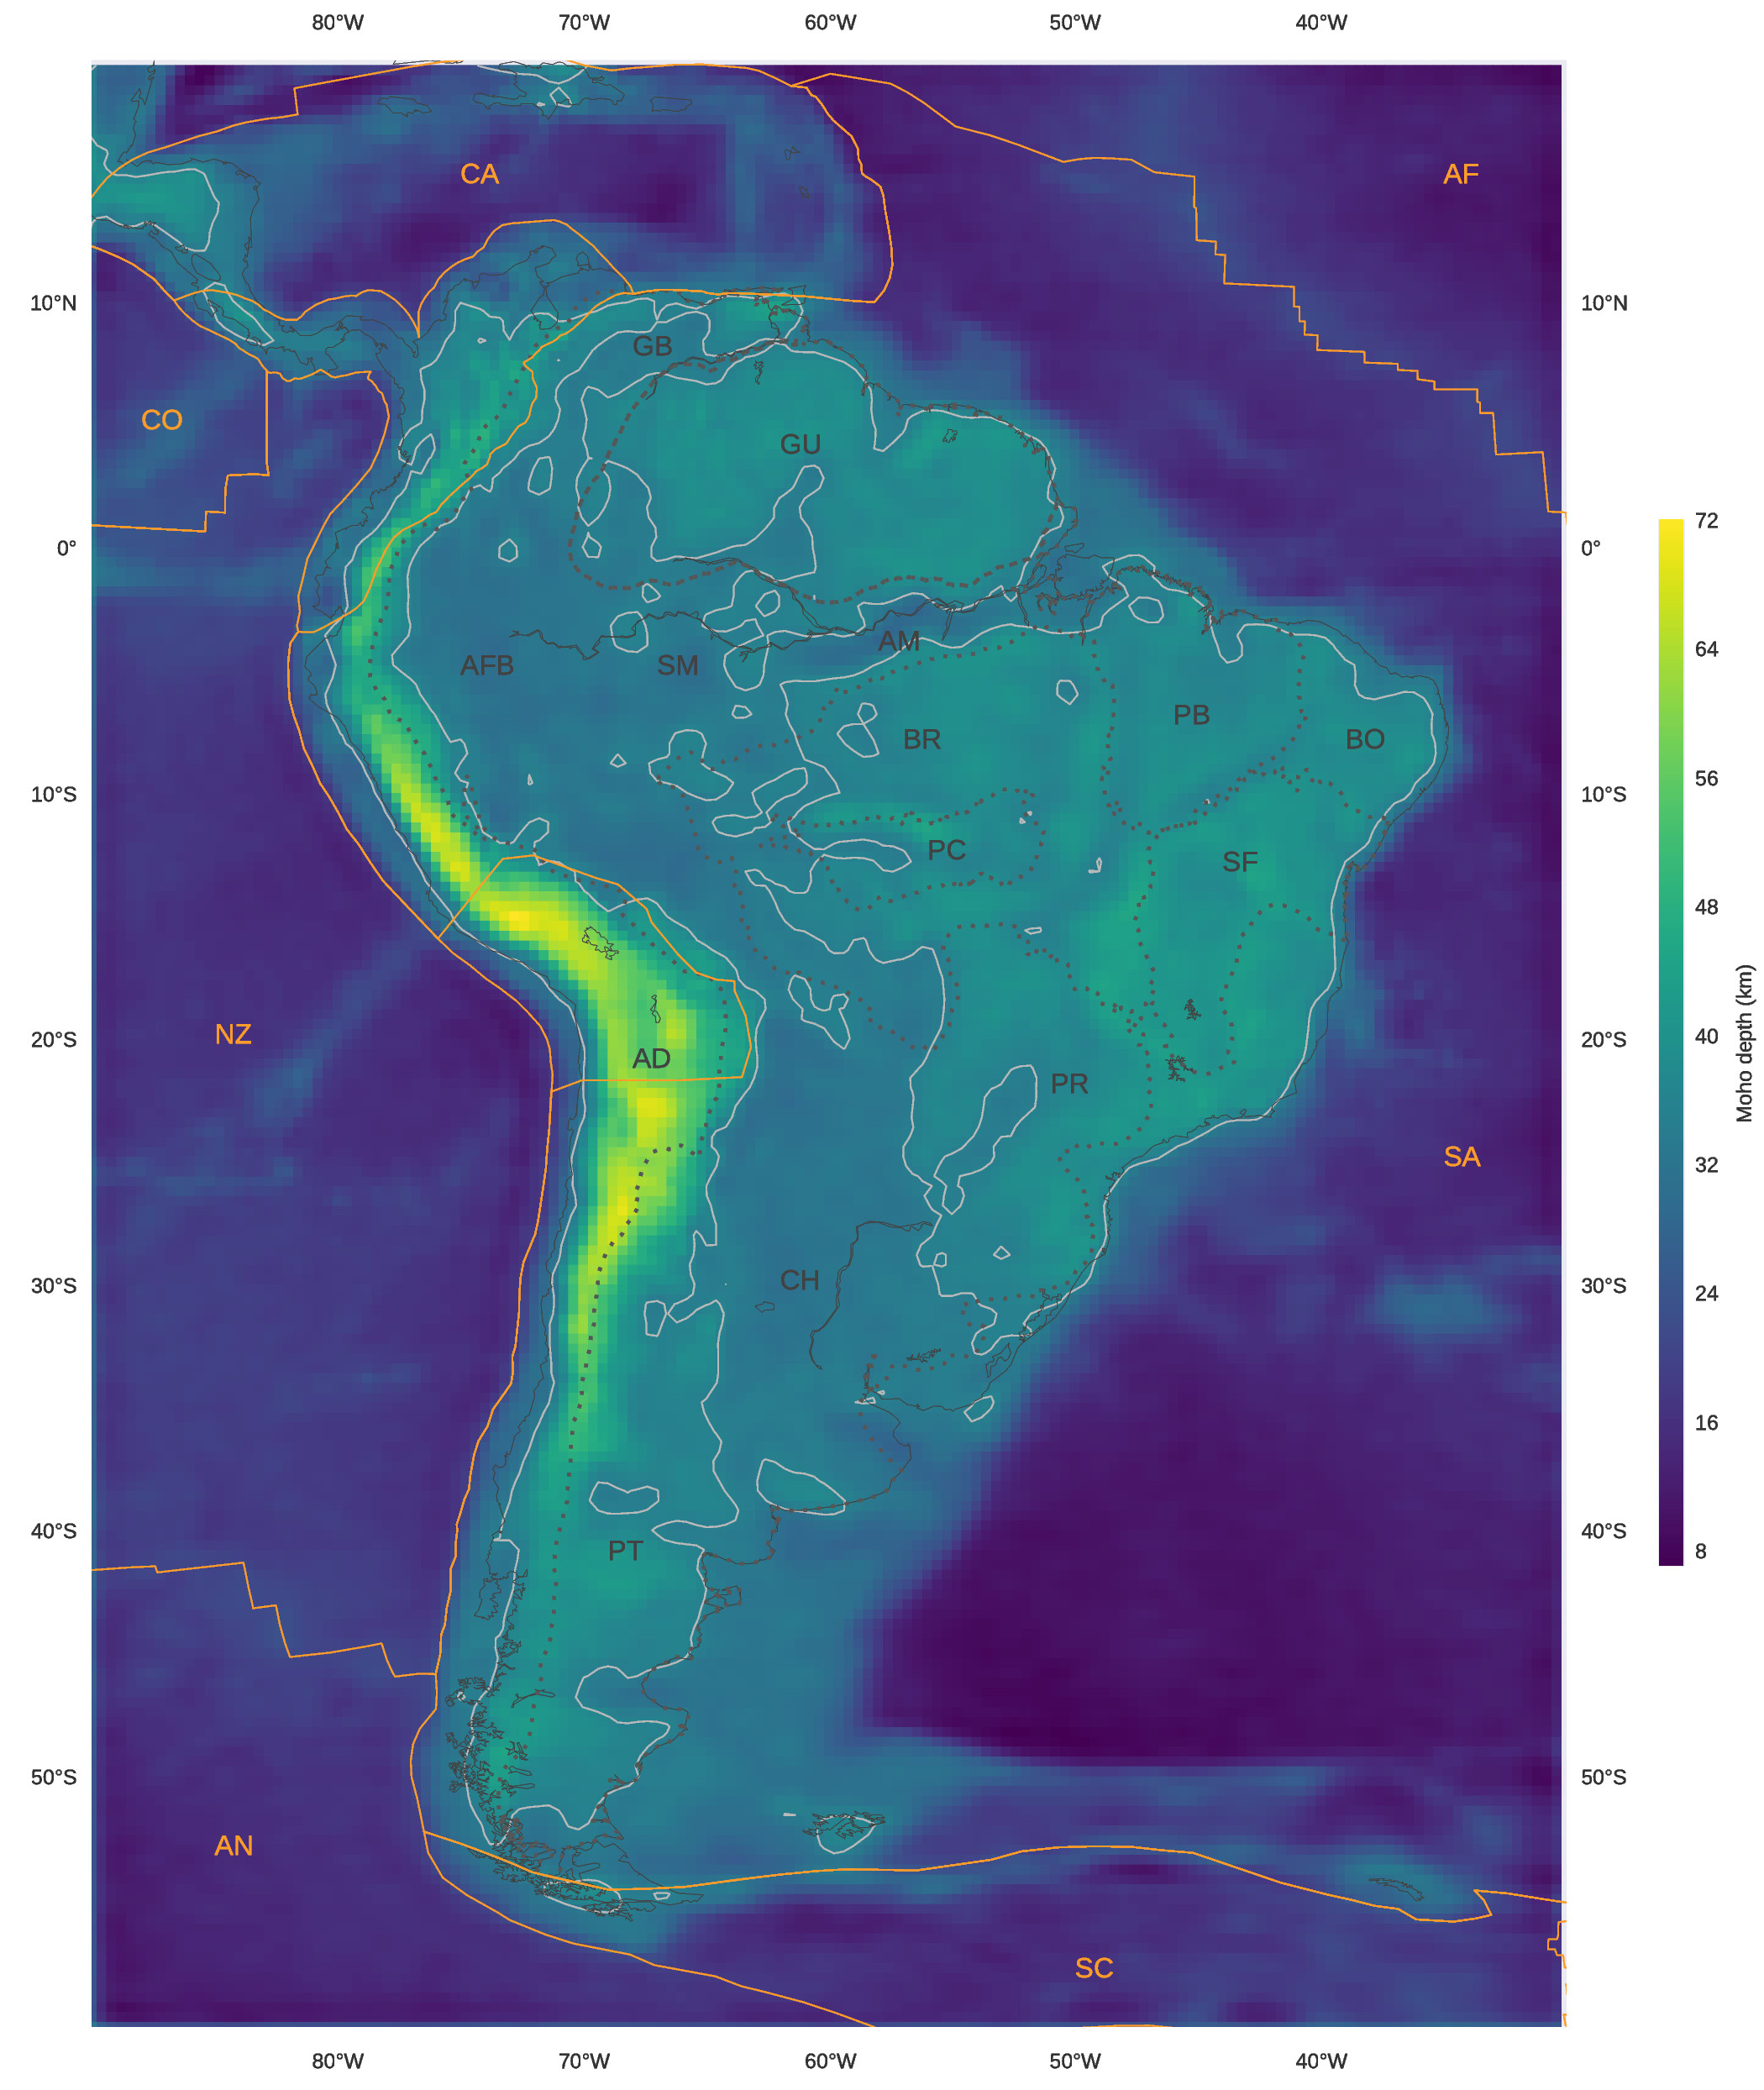 80°W 70°W 60°W 50°W 40°W
CA AF
10°N 10°N
GB
CO
GU
72
0° 0°
AM 64
AFB SM
PB
BR BO
56
10°S 10°S
PC
SF
48
NZ 20°S 20°S 40
AD
PR
Moho depth (km)
SA 32
CH
30°S 30°S 24
16
40°S 40°S
PT 8
50°S 50°S
AN
SC
80°W 70°W 60°W 50°W 40°W